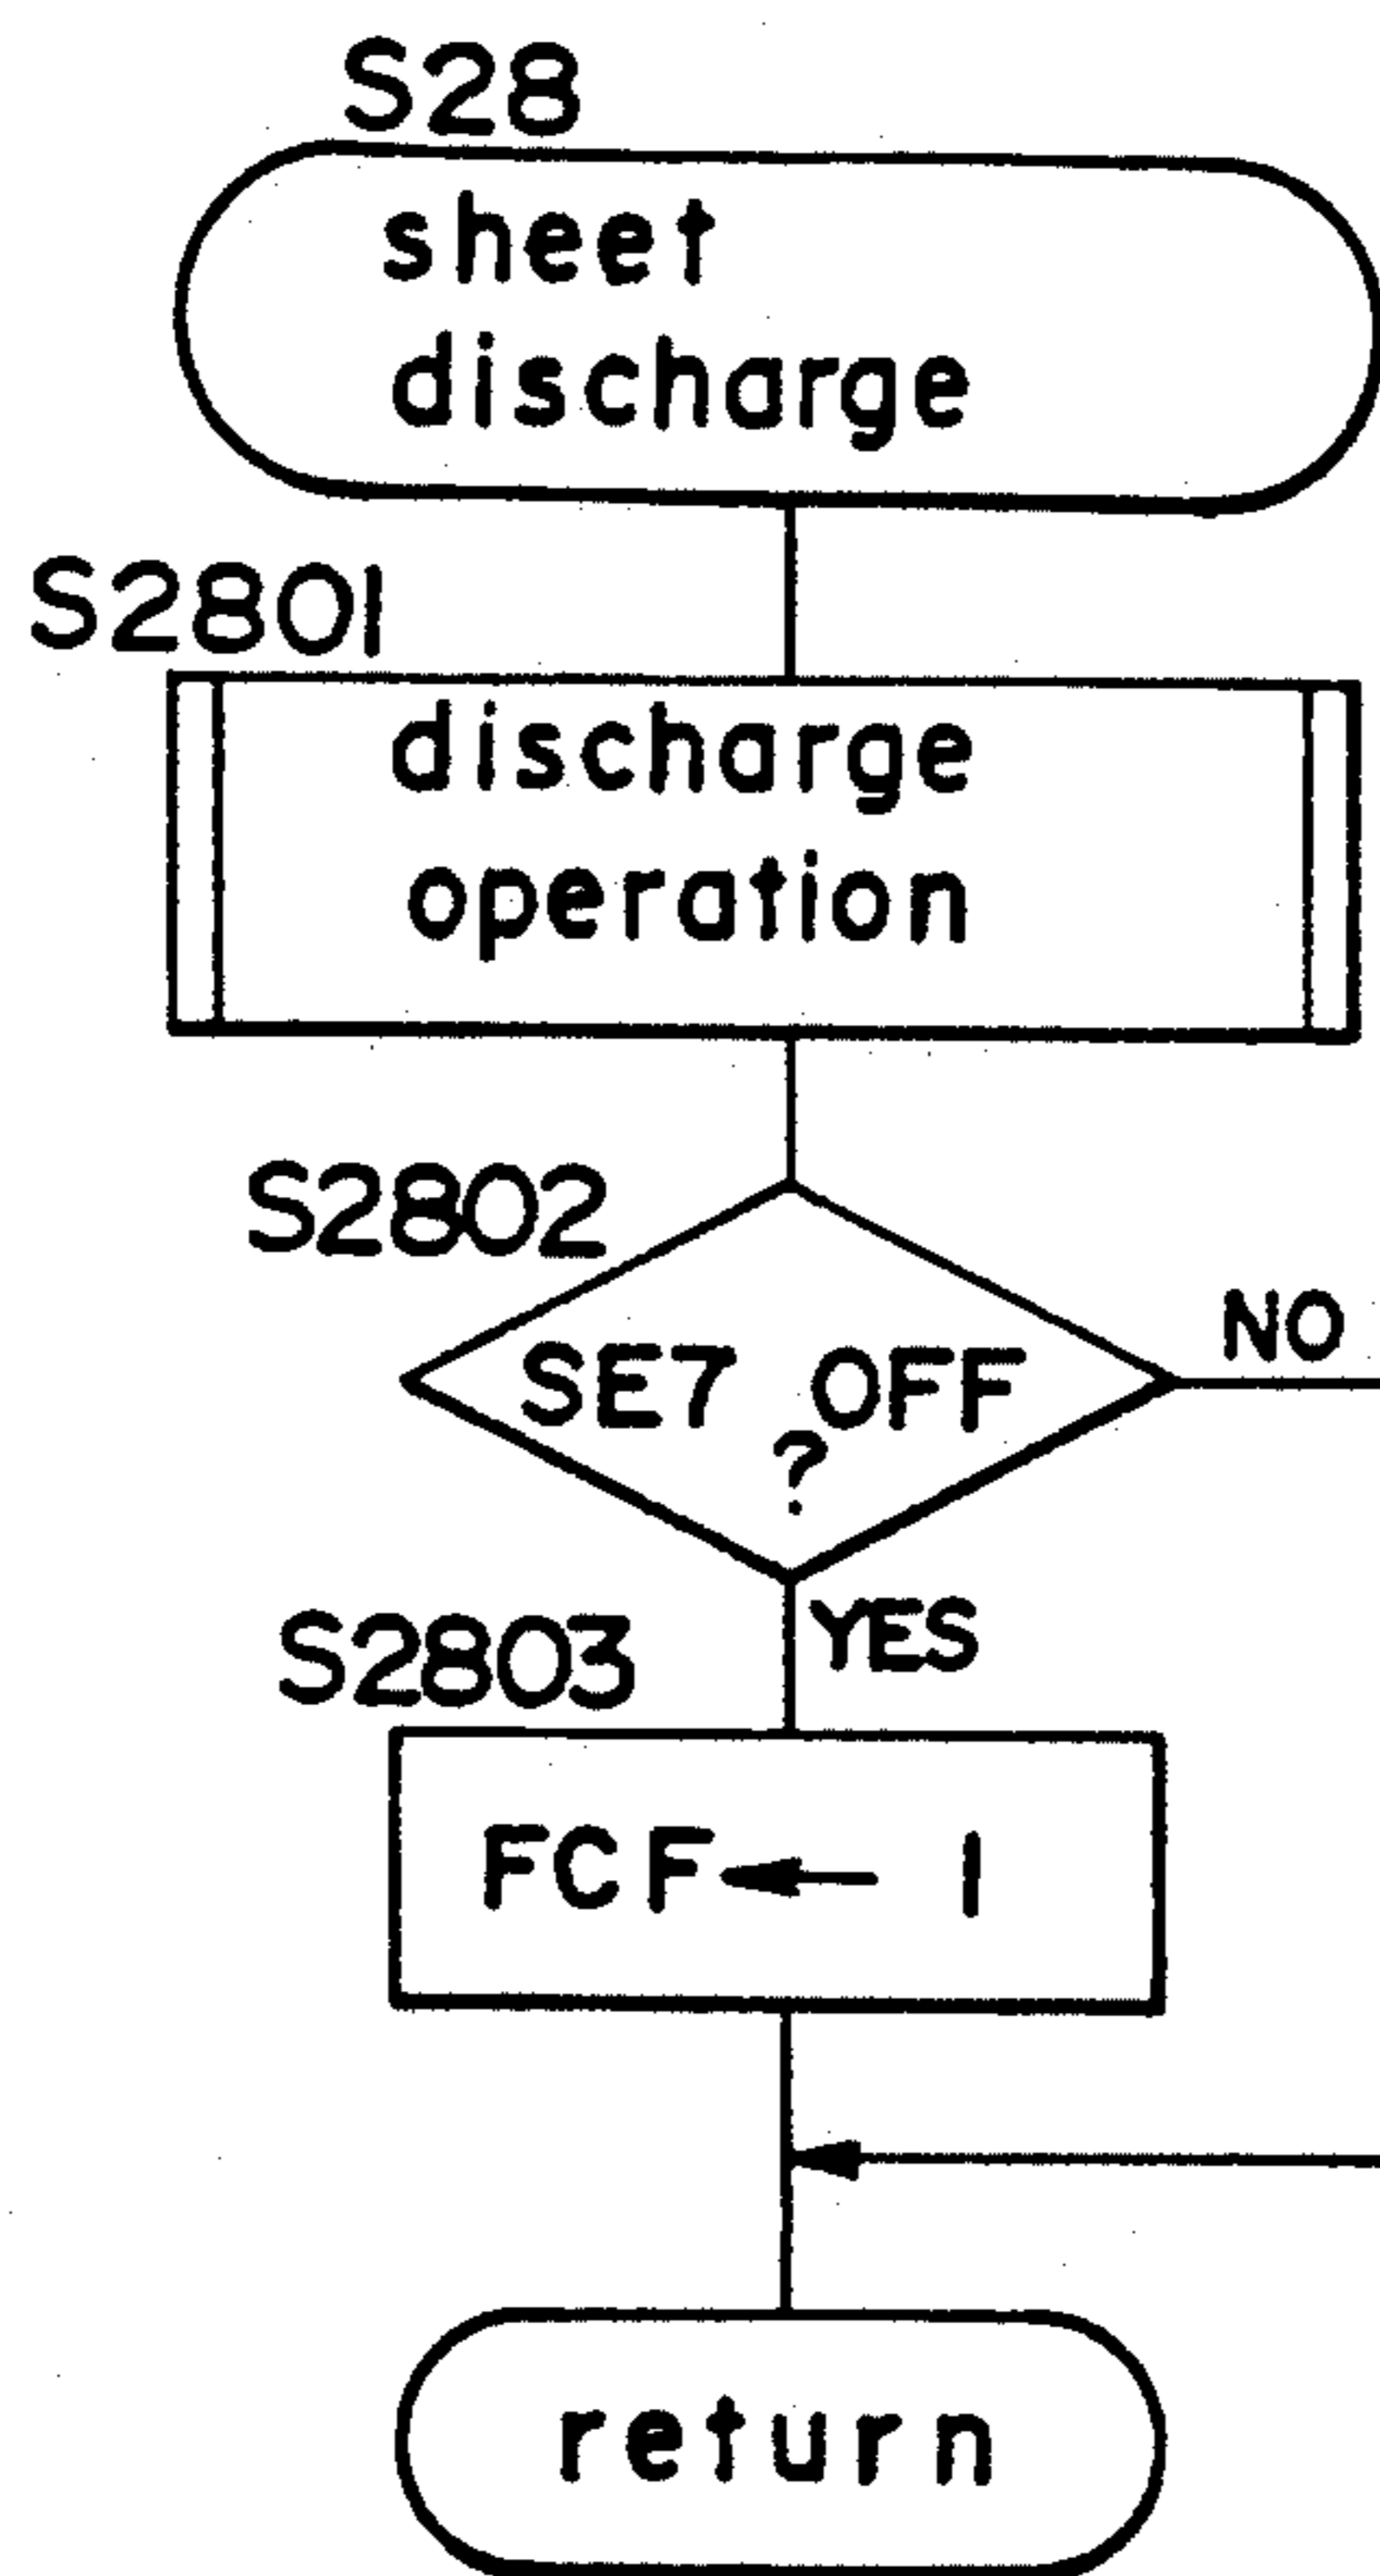 S28
sheet
discharge
S2801
discharge
operation
S2802
SE7 OFF
?
NO
YES
S2803
FCF ← 1
return